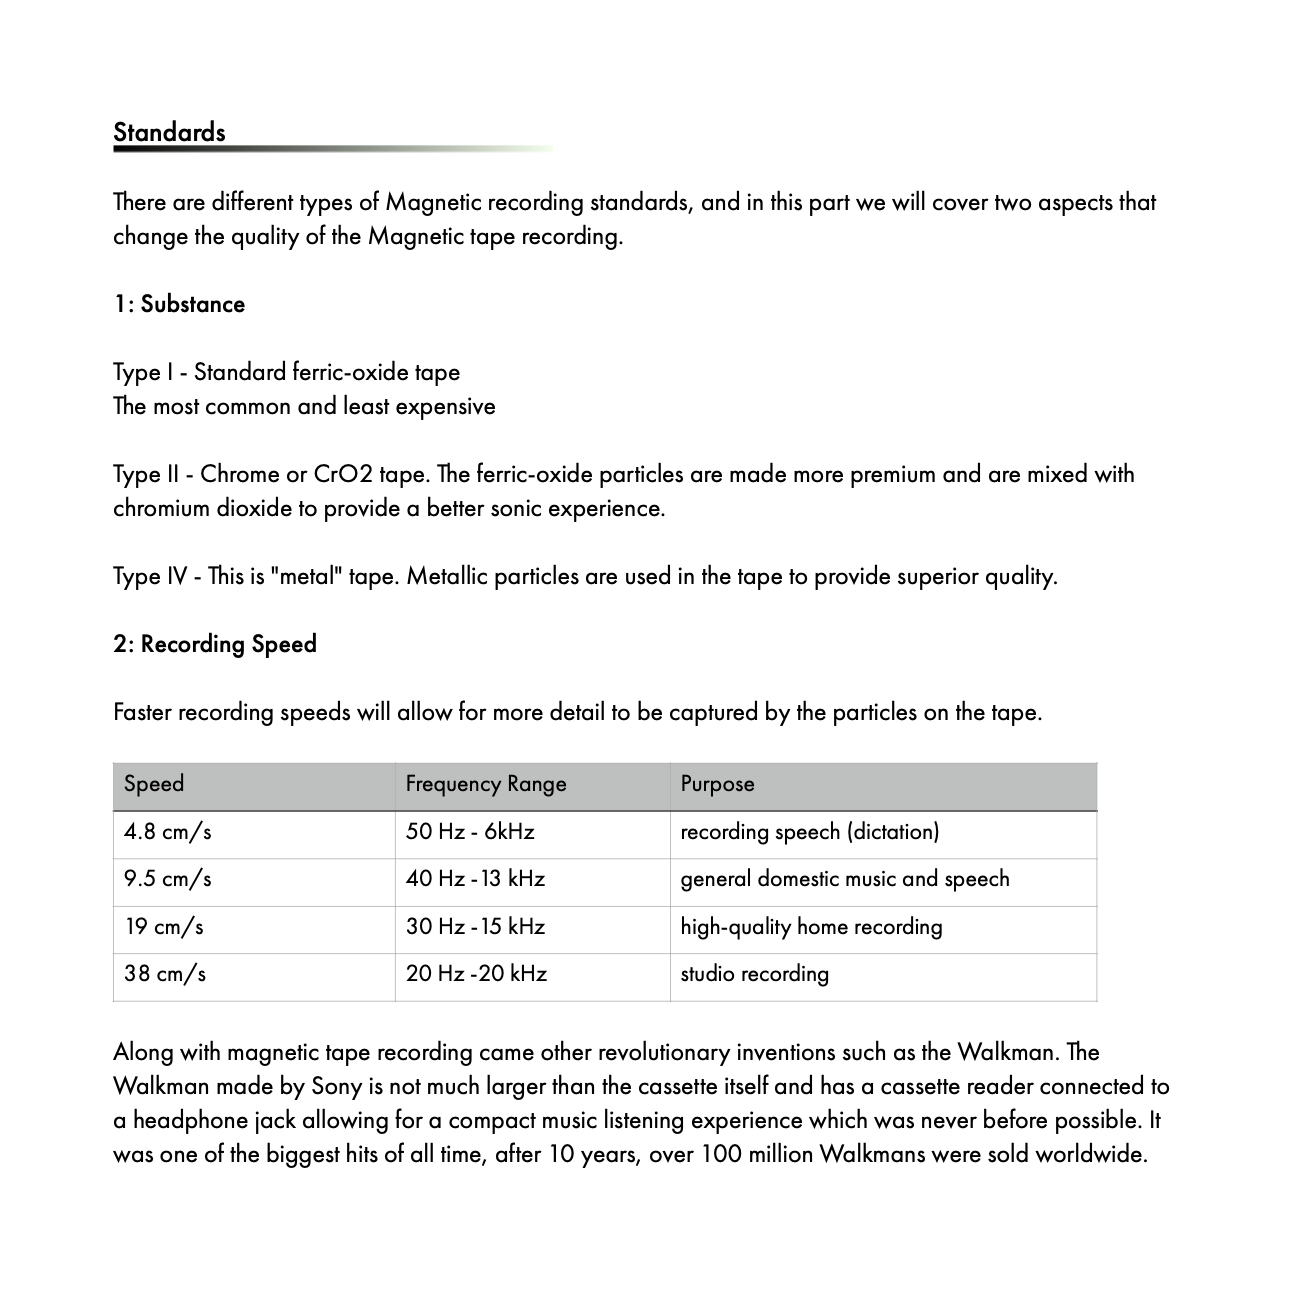 Standards
There are different types of Magnetic recording standards, and in this part we will cover two aspects that
change the quality of the Magnetic tape recording.
1: Substance
Type I - Standard ferric-oxide tape
The most common and least expensive
Type II - Chrome or CrO2 tape. The ferric-oxide particles are made more premium and are mixed with
chromium dioxide to provide a better sonic experience.
Type IV - This is "metal" tape. Metallic particles are used in the tape to provide superior quality.
2: Recording Speed
Faster recording speeds will allow for more detail to be captured by the particles on the tape.
Speed Frequency Range Purpose
4.8 cm/s 50 Hz - 6kHz recording speech (dictation)
9.5 cm/s 40 Hz -13 kHz general domestic music and speech
19 cm/s 30 Hz -15 kHz high-quality home recording
38 cm/s 20 Hz -20 kHz studio recording
Along with magnetic tape recording came other revolutionary inventions such as the Walkman. The
Walkman made by Sony is not much larger than the cassette itself and has a cassette reader connected to
a headphone jack allowing for a compact music listening experience which was never before possible. It
was one of the biggest hits of all time, after 10 years, over 100 million Walkmans were sold worldwide.